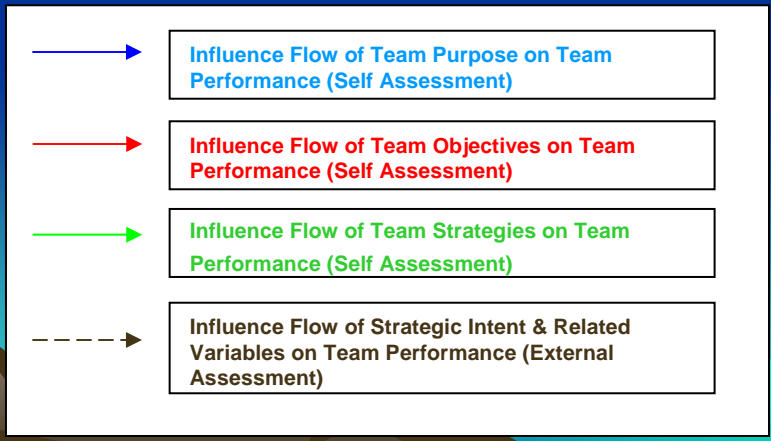 Influence Flow of Team Purpose on Team
Performance (Self Assessment)
Influence Flow of Team Objectives on Team
Performance (Self Assessment)
Influence Flow of Team Strategies on Team
Performance (Self Assessment)
Influence Flow of Strategic Intent & Related
Variables on Team Performance (External
Assessment)